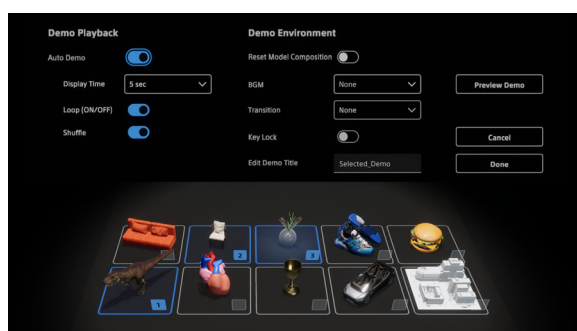 Demo Playback
Auto Demo
Display Time 5 sec
Loop (ON/OFF)
Shuffle
Demo Environment
Reset Model Composition
BGM None
Transition None
Key Lock
Edit Demo Title Selected_Demo
Preview Demo
Cancel
Done
2
3
1